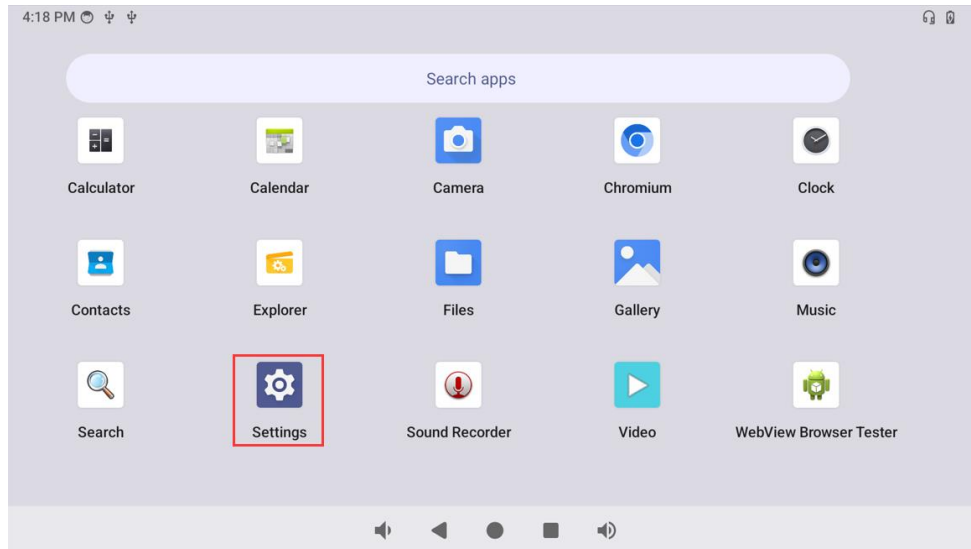 4:18 PM
Search apps
Calculator Calendar Camera Chromium Clock
Contacts Explorer Files Gallery Music
Search Settings Sound Recorder Video WebView Browser Tester